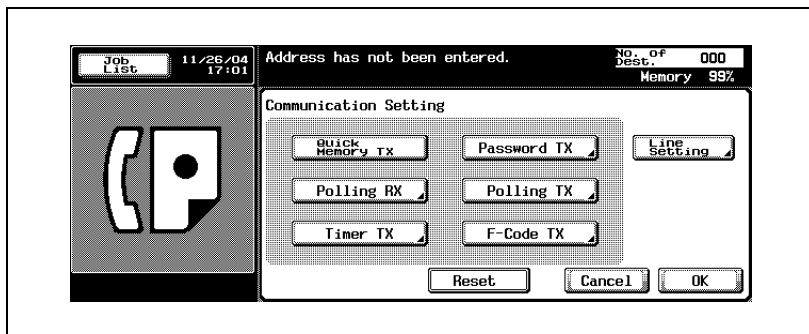 Job List
11/26/04
17:01
Address has not been entered.
No. of Dest.
000
Memory 99%
Communication Setting
Quick Memory TX
Password TX
Line Setting
Polling RX
Polling TX
Timer TX
F-Code TX
Reset
Cancel
OK